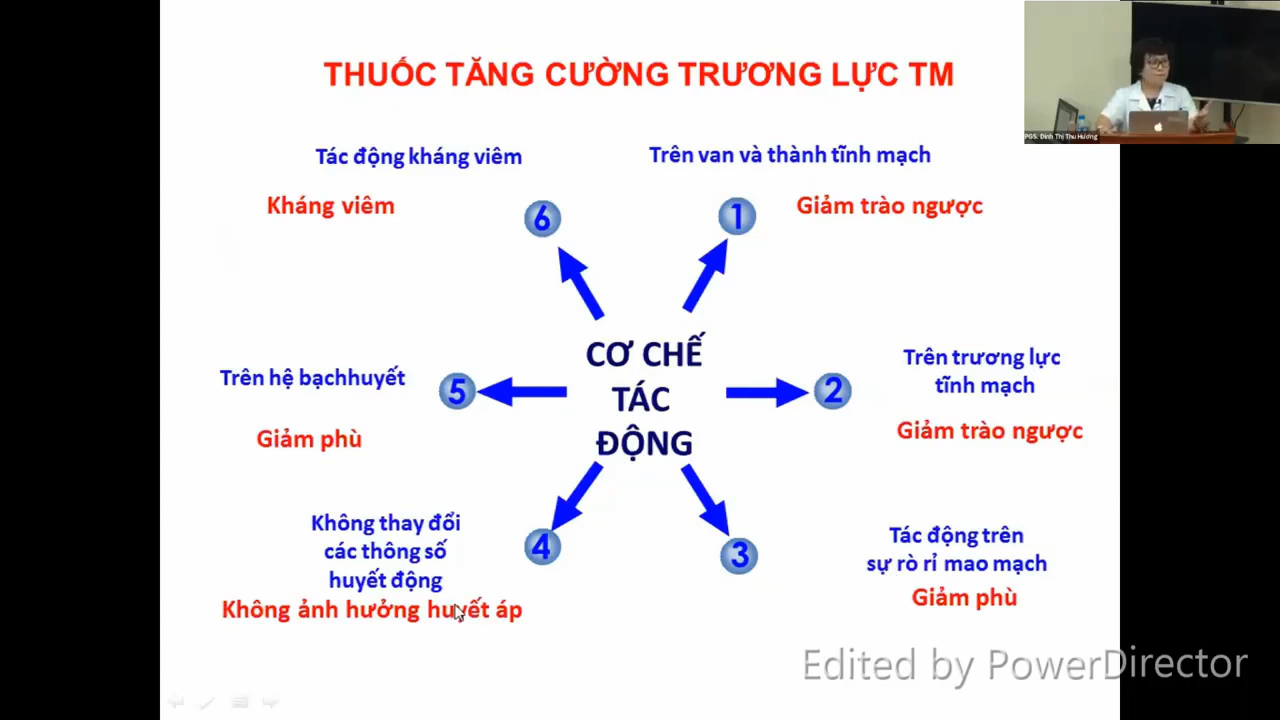 THUỐC TĂNG CƯỜNG TRƯƠNG LỰC TM
PGS. Đinh Thị Thu Hương
Tác động kháng viêm
Kháng viêm
6
Trên van và thành tĩnh mạch
Giảm trào ngược
1
CƠ CHẾ
TÁC
ĐỘNG
Trên hệ bạchhuyết
Giảm phù
5
Trên trương lực
tĩnh mạch
Giảm trào ngược
2
Không thay đổi
các thông số
huyết động
Không ảnh hưởng huyết áp
4
Tác động trên
sự rò rỉ mao mạch
Giảm phù
3
Edited by PowerDirector